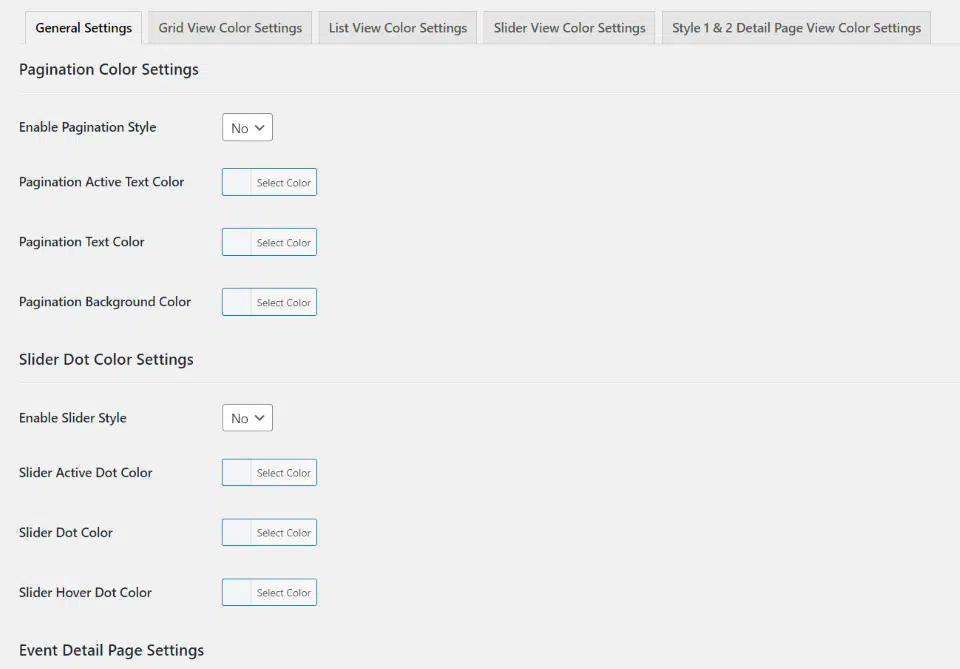 General Settings Grid View Color Settings List View Color Settings Slider View Color Settings Style 1 & 2 Detail Page View Color Settings
Pagination Color Settings
Enable Pagination Style No
Pagination Active Text Color Select Color
Pagination Text Color Select Color
Pagination Background Color Select Color
Slider Dot Color Settings
Enable Slider Style No
Slider Active Dot Color Select Color
Slider Dot Color Select Color
Slider Hover Dot Color Select Color
Event Detail Page Settings